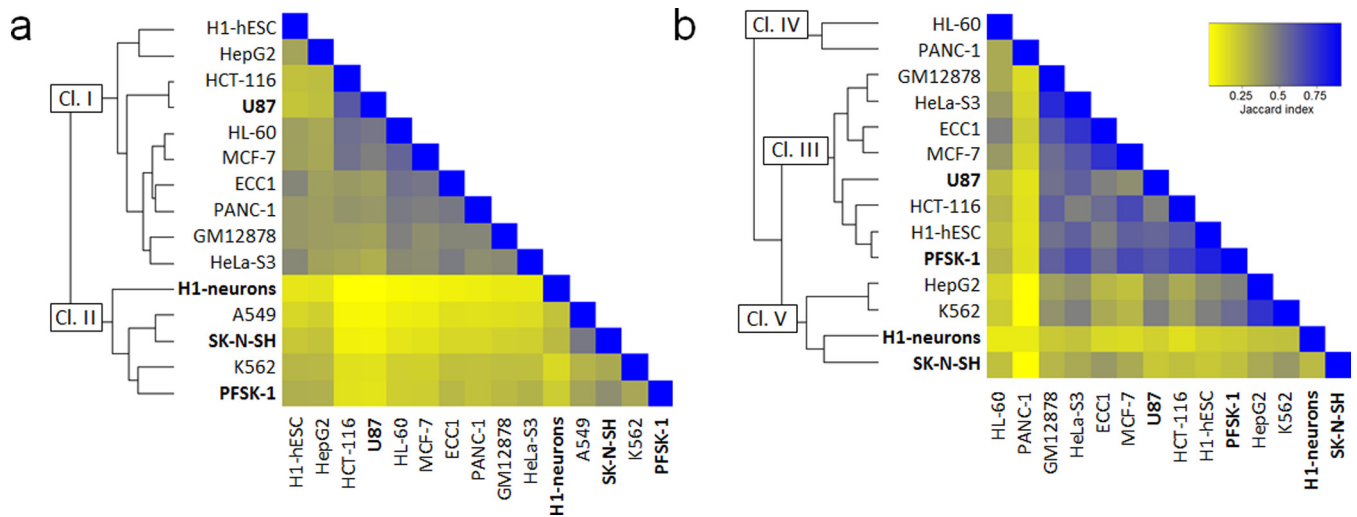 a
H1-hESC
HepG2
HCT-116
U87
HL-60
MCF-7
ECC1
PANC-1
GM12878
HeLa-S3
H1-neurons
A549
SK-N-SH
K562
PFSK-1
Cl. I
Cl. II
H1-hESC
HepG2
HCT-116
U87
HL-60
MCF-7
ECC1
PANC-1
GM12878
HeLa-S3
H1-neurons
A549
SK-N-SH
K562
PFSK-1
b
HL-60
PANC-1
GM12878
HeLa-S3
ECC1
MCF-7
U87
HCT-116
H1-hESC
PFSK-1
HepG2
K562
H1-neurons
SK-N-SH
Cl. IV
Cl. III
Cl. V
0.25 0.5 0.75
Jaccard index
HL-60
PANC-1
GM12878
HeLa-S3
ECC1
MCF-7
U87
HCT-116
H1-hESC
PFSK-1
HepG2
K562
H1-neurons
SK-N-SH